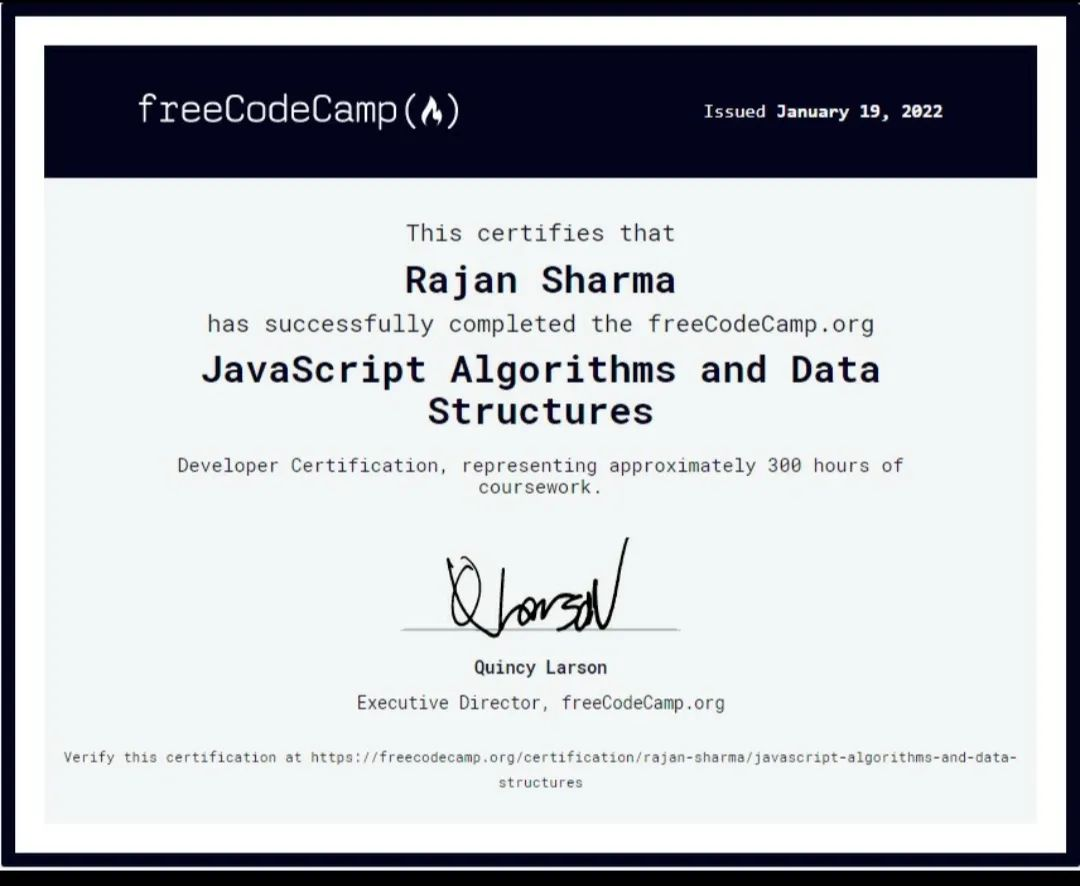 freeCodeCamp(🔥)
Issued January 19, 2022
This certifies that
Rajan Sharma
has successfully completed the freeCodeCamp.org
JavaScript Algorithms and Data
Structures
Developer Certification, representing approximately 300 hours of
coursework.
Q Larson
Quincy Larson
Executive Director, freeCodeCamp.org
Verify this certification at https://freecodecamp.org/certification/rajan-sharma/javascript-algorithms-and-data-
structures